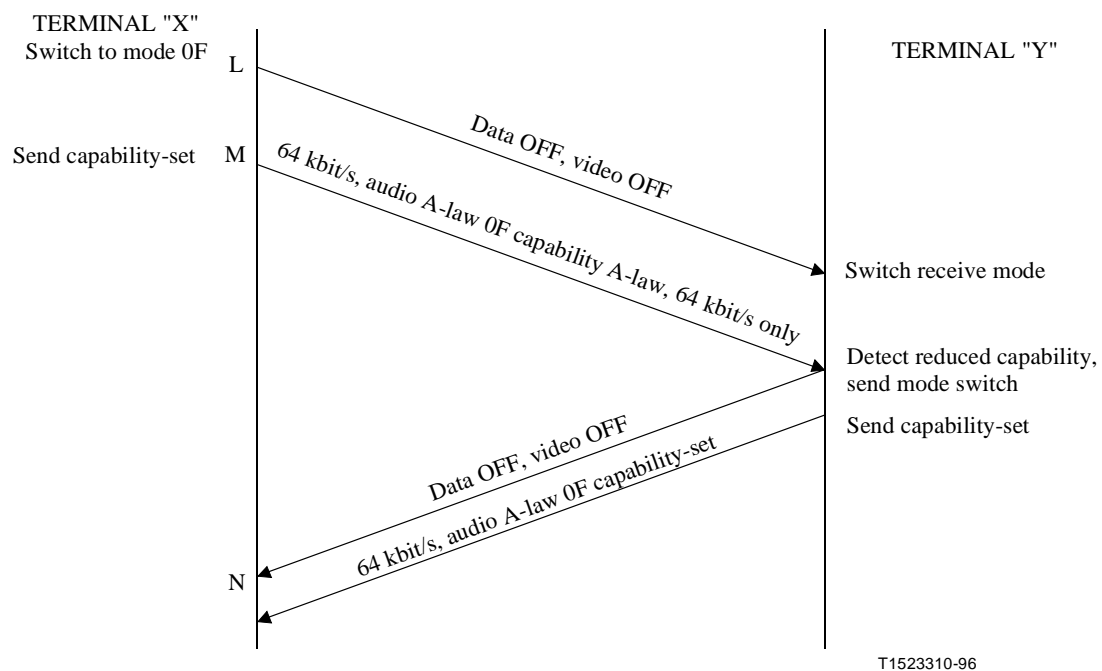 TERMINAL "X"
Switch to mode 0F
TERMINAL "Y"
L
Data OFF, video OFF
Send capability-set
M
64 kbit/s, audio A-law 0F capability A-law, 64 kbit/s only
Switch receive mode
Detect reduced capability,
send mode switch
Send capability-set
Data OFF, video OFF
64 kbit/s, audio A-law 0F capability-set
N
T1523310-96